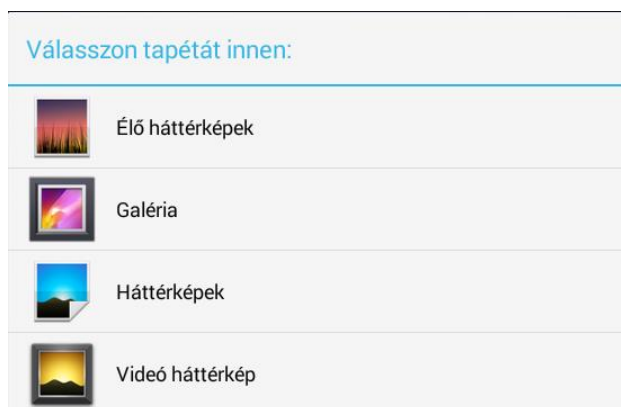 Válasszon tapétát innen:
Élő háttérképek
Galéria
Háttérképek
Videó háttérkép